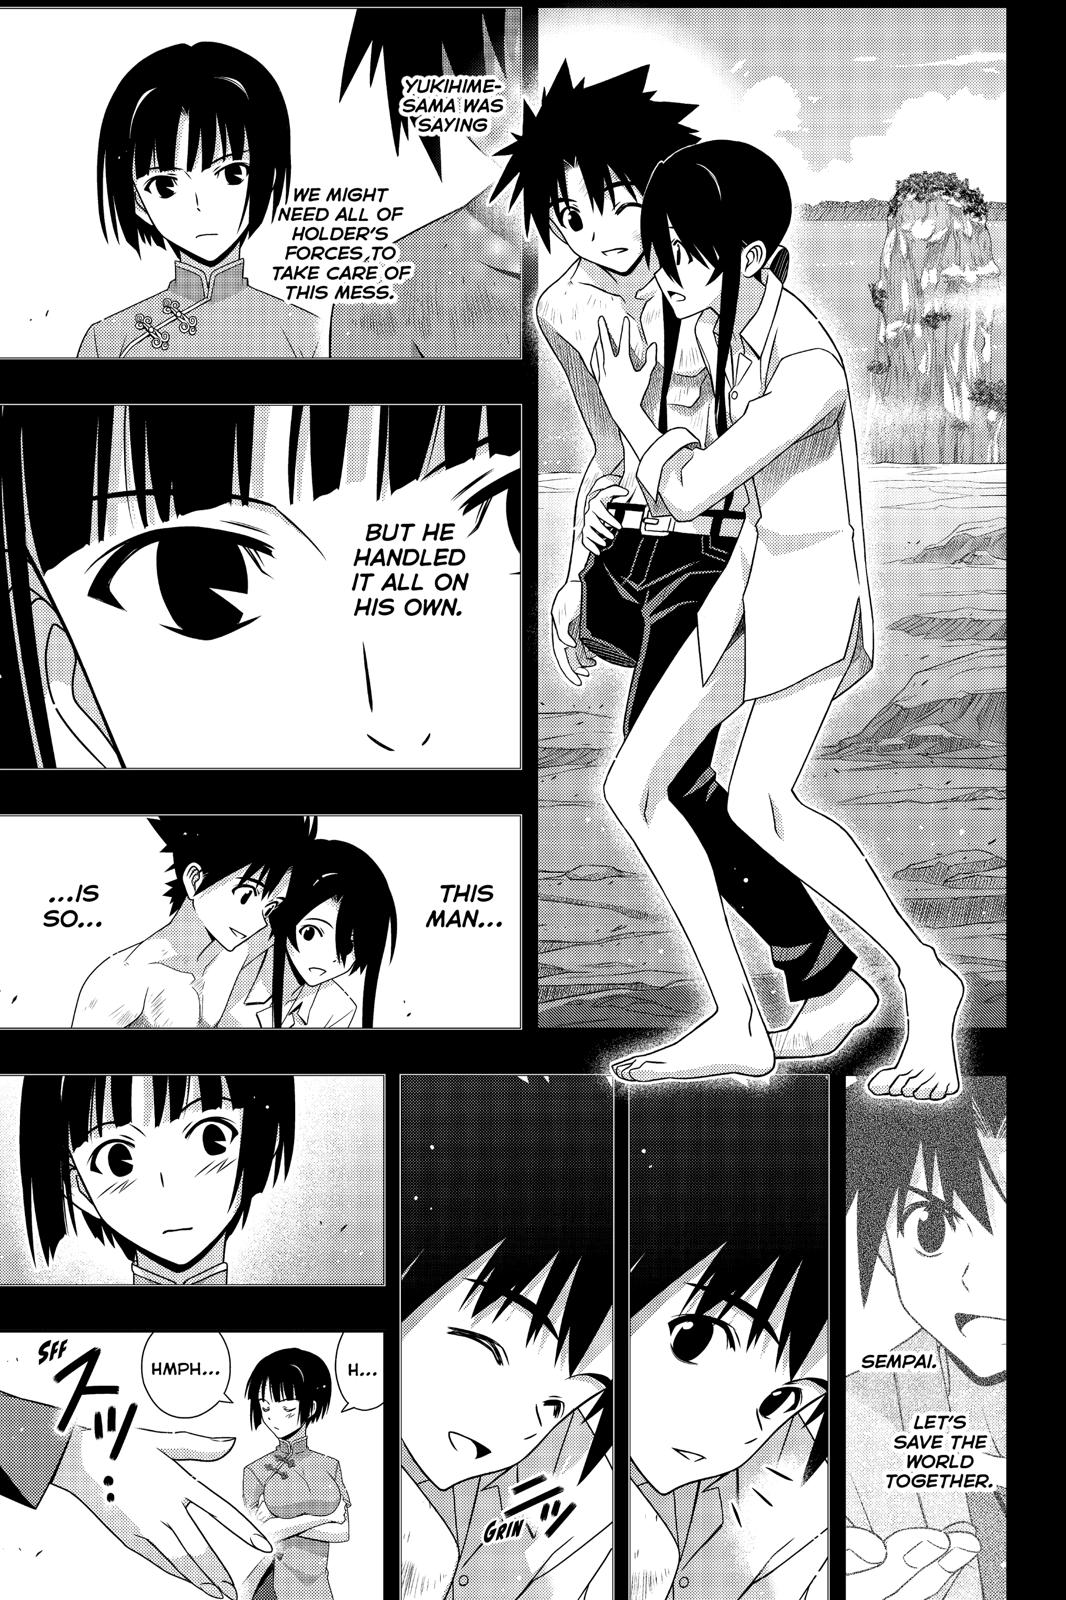 YUKIHIME-
SAMA WAS
SAYING
WE MIGHT
NEED ALL OF
HOLDER'S
FORCES TO
TAKE CARE OF
THIS MESS.
BUT HE
HANDLED
IT ALL ON
HIS OWN.
THIS
MAN...
...IS
SO...
SEMPAI.
LET'S
SAVE THE
WORLD
TOGETHER.
GRIN
H...
HMPH...
SFF
スッ